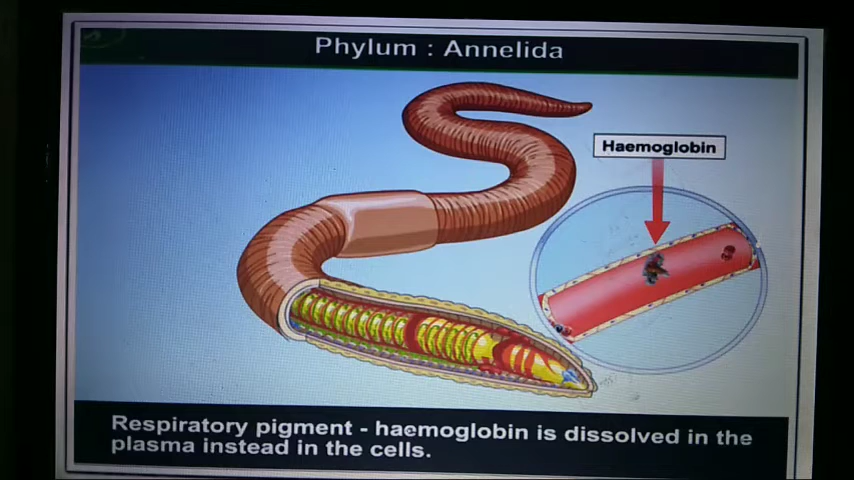 Phylum : Annelida
Haemoglobin
Respiratory pigment - haemoglobin is dissolved in the
plasma instead in the cells.